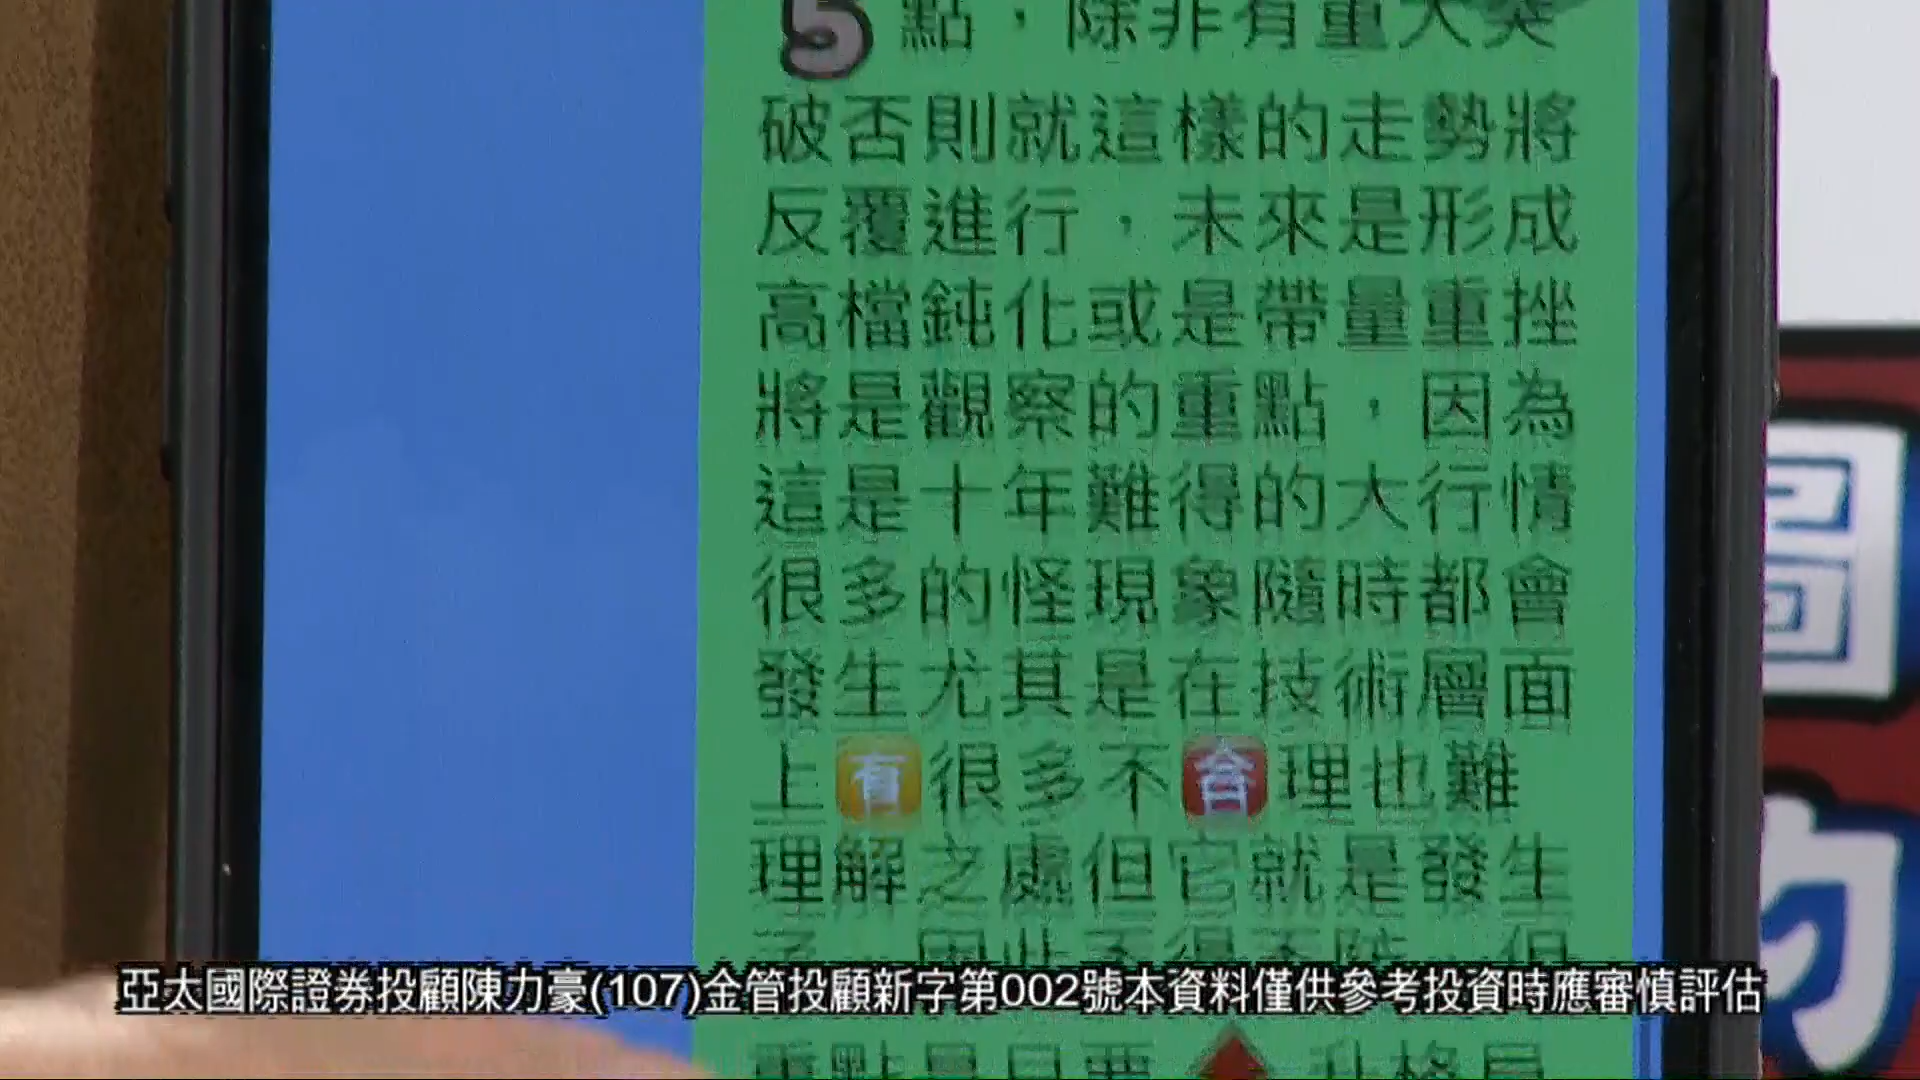 5點，除非有重大突
破否則就這樣的走勢將
反覆進行，未來是形成
高檔鈍化或是帶量重挫
將是觀察的重點，因為
這是十年難得的大行情
很多的怪現象隨時都會
發生尤其是在技術層面
上有很多不合理也難
理解之處但它就是發生
亞太國際證券投顧陳力豪(107)金管投顧新字第002號本資料僅供參考投資時應審慎評估